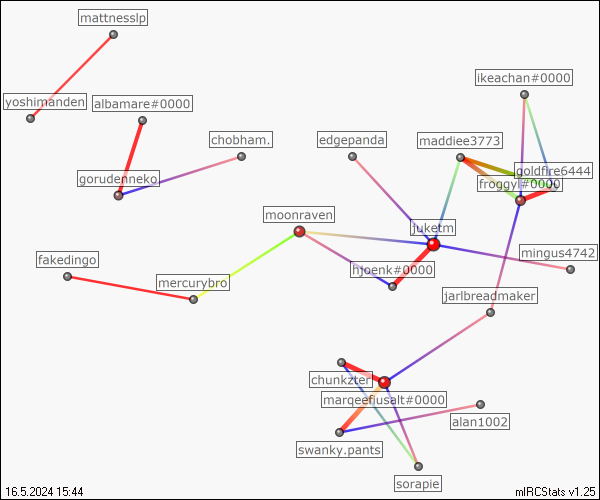 mattnesslp
ikeachan#0000
yoshimanden
albamare#0000
chobham.
edgepanda
maddiee3773
goldfire6444
gorudenneko
froggyl#0000
moonraven
juketm
fakedingo
hjoenk#0000
mingus4742
mercurybro
jarlbreadmaker
chunkzter
marqeefjusalt#0000
alan1002
swanky.pants
sorapie
16.5.2024 15:44
mIRCStats v1.25